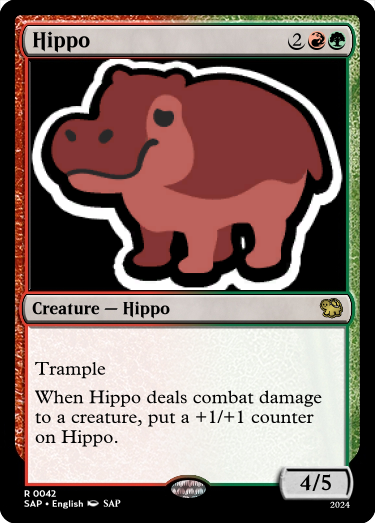 Hippo 2
Creature — Hippo
Trample
When Hippo deals combat damage
to a creature, put a +1/+1 counter
on Hippo.
4/5
R 0042
SAP • English SAP
2024